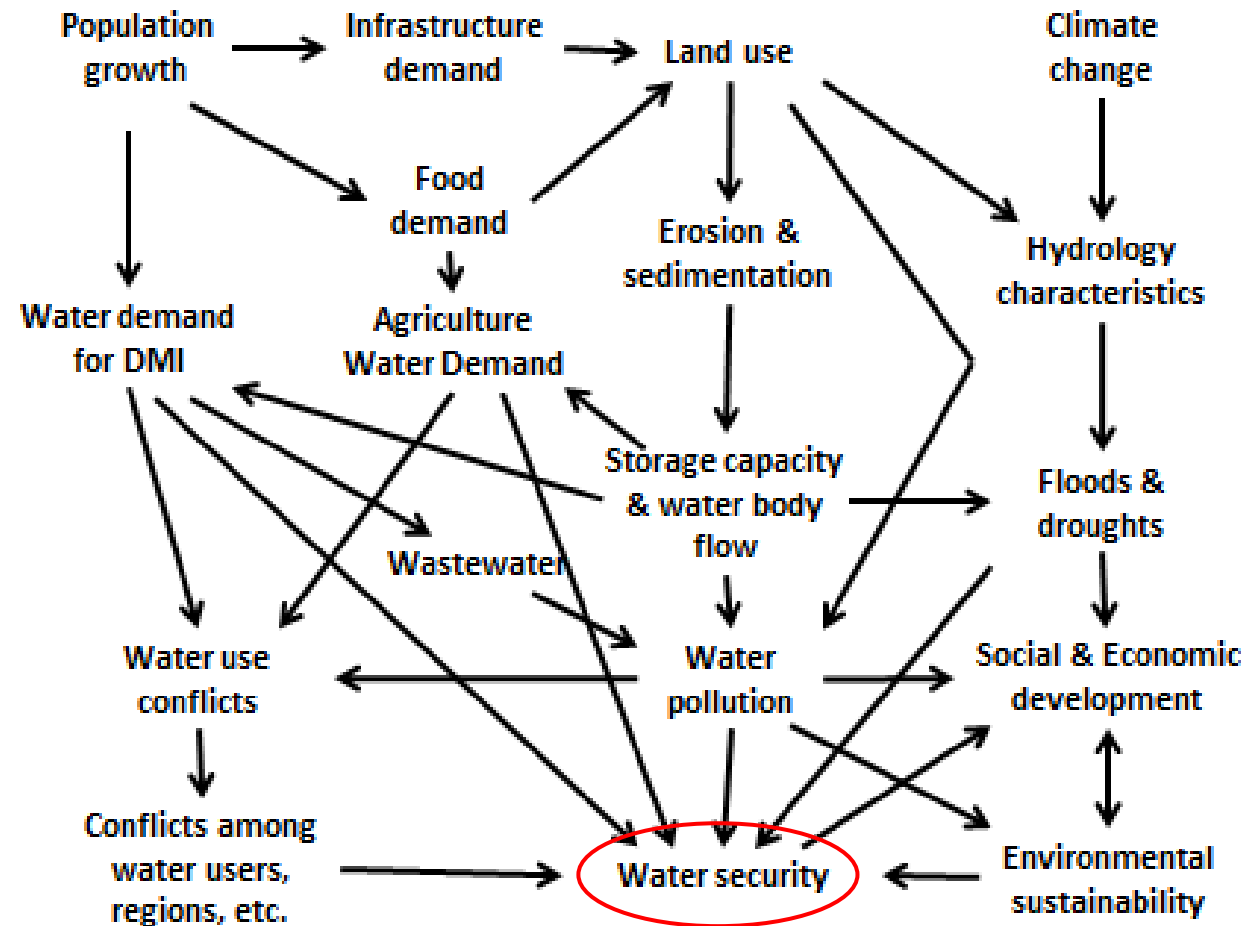 Population
growth
Infrastructure
demand
Land use
Climate
change
Food
demand
Erosion &
sedimentation
Hydrology
characteristics
Water demand
for DMI
Agriculture
Water Demand
Storage capacity
& water body
flow
Floods &
droughts
Wastewater
Water use
conflicts
Water
pollution
Social & Economic
development
Conflicts among
water users,
regions, etc.
Water security
Environmental
sustainability